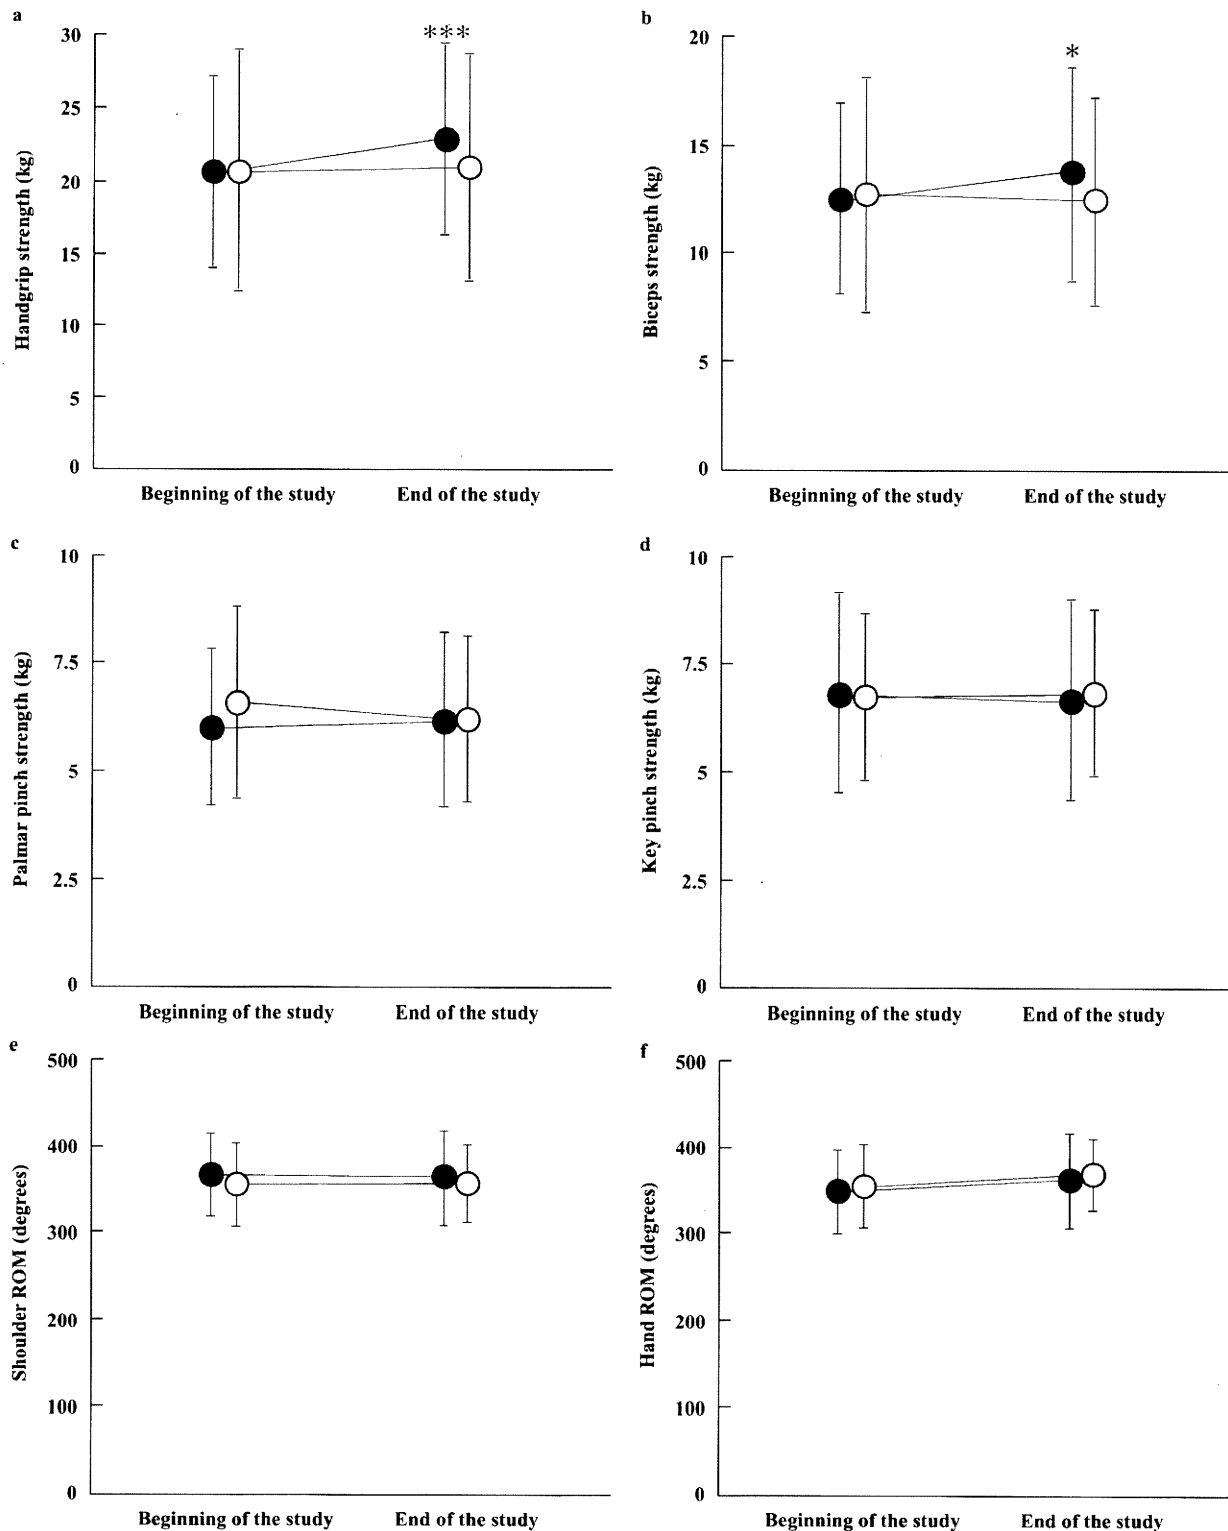 a
30
25
20
15
10
5
0
Handgrip strength (kg)
***
Beginning of the study
End of the study
b
20
15
10
5
0
Biceps strength (kg)
*
Beginning of the study
End of the study
c
10
7.5
5
2.5
0
Palmar pinch strength (kg)
Beginning of the study
End of the study
d
10
7.5
5
2.5
0
Key pinch strength (kg)
Beginning of the study
End of the study
e
500
400
300
200
100
0
Shoulder ROM (degrees)
Beginning of the study
End of the study
f
500
400
300
200
100
0
Hand ROM (degrees)
Beginning of the study
End of the study